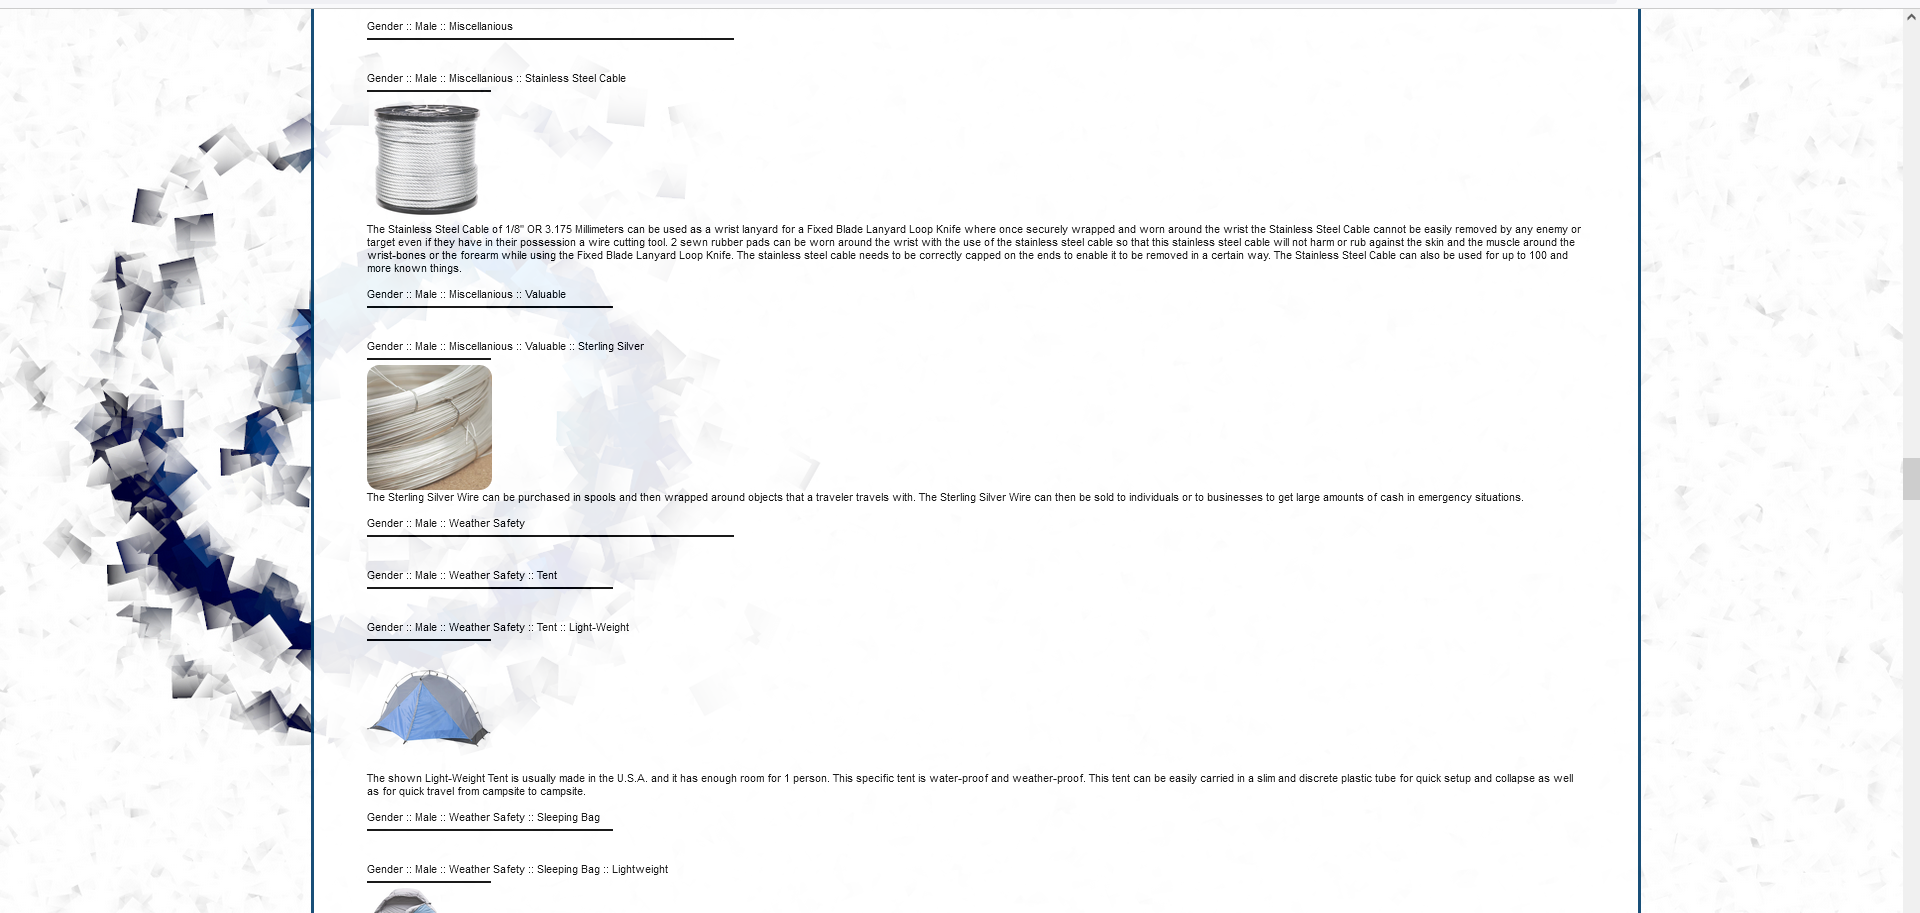 Gender :: Male :: Miscellanious
Gender :: Male :: Miscellanious :: Stainless Steel Cable
The Stainless Steel Cable of 1/8" OR 3.175 Millimeters can be used as a wrist lanyard for a Fixed Blade Lanyard Loop Knife where once securely wrapped and worn around the wrist the Stainless Steel Cable cannot be easily removed by any enemy or
target even if they have in their possession a wire cutting tool. 2 sewn rubber pads can be worn around the wrist with the use of the stainless steel cable so that this stainless steel cable will not harm or rub against the skin and the muscle around the
wrist-bones or the forearm while using the Fixed Blade Lanyard Loop Knife. The stainless steel cable needs to be correctly capped on the ends to enable it to be removed in a certain way. The Stainless Steel Cable can also be used for up to 100 and
more known things.
Gender :: Male :: Miscellanious :: Valuable
Gender :: Male :: Miscellanious :: Valuable :: Sterling Silver
The Sterling Silver Wire can be purchased in spools and then wrapped around objects that a traveler travels with. The Sterling Silver Wire can then be sold to individuals or to businesses to get large amounts of cash in emergency situations.
Gender :: Male :: Weather Safety
Gender :: Male :: Weather Safety :: Tent
Gender :: Male :: Weather Safety :: Tent :: Light-Weight
The shown Light-Weight Tent is usually made in the U.S.A. and it has enough room for 1 person. This specific tent is water-proof and weather-proof. This tent can be easily carried in a slim and discrete plastic tube for quick setup and collapse as well
as for quick travel from campsite to campsite.
Gender :: Male :: Weather Safety :: Sleeping Bag
Gender :: Male :: Weather Safety :: Sleeping Bag :: Lightweight